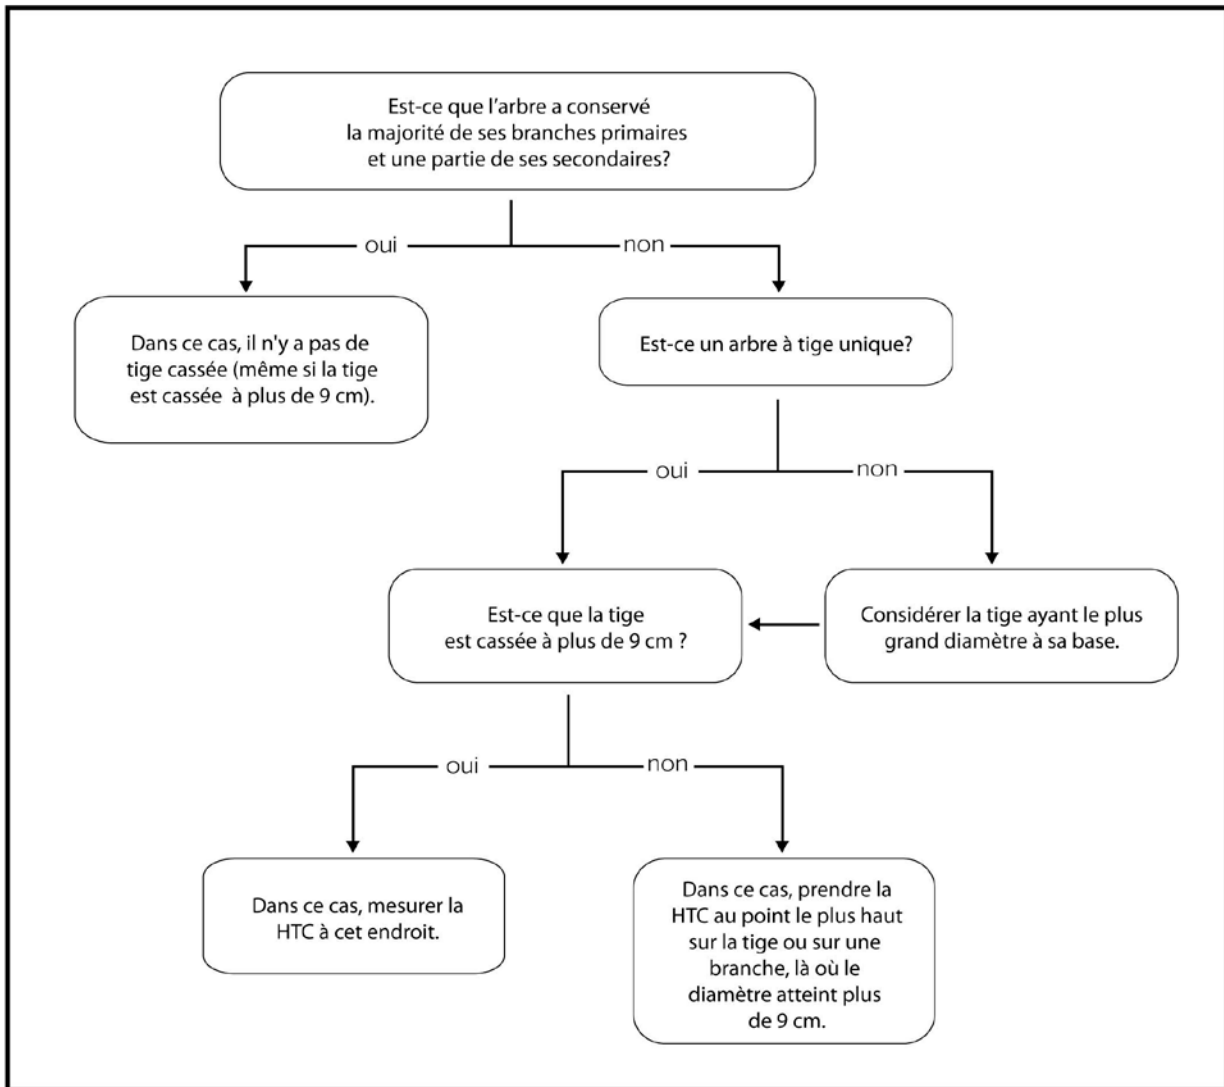 Est-ce que l'arbre a conservé
la majorité de ses branches primaires
et une partie de ses secondaires?
oui
non
Dans ce cas, il n'y a pas de
tige cassée (même si la tige
est cassée à plus de 9 cm).
Est-ce un arbre à tige unique?
oui
non
Est-ce que la tige
est cassée à plus de 9 cm ?
Considérer la tige ayant le plus
grand diamètre à sa base.
oui
non
Dans ce cas, mesurer la
HTC à cet endroit.
Dans ce cas, prendre la
HTC au point le plus haut
sur la tige ou sur une
branche, là où le
diamètre atteint plus
de 9 cm.